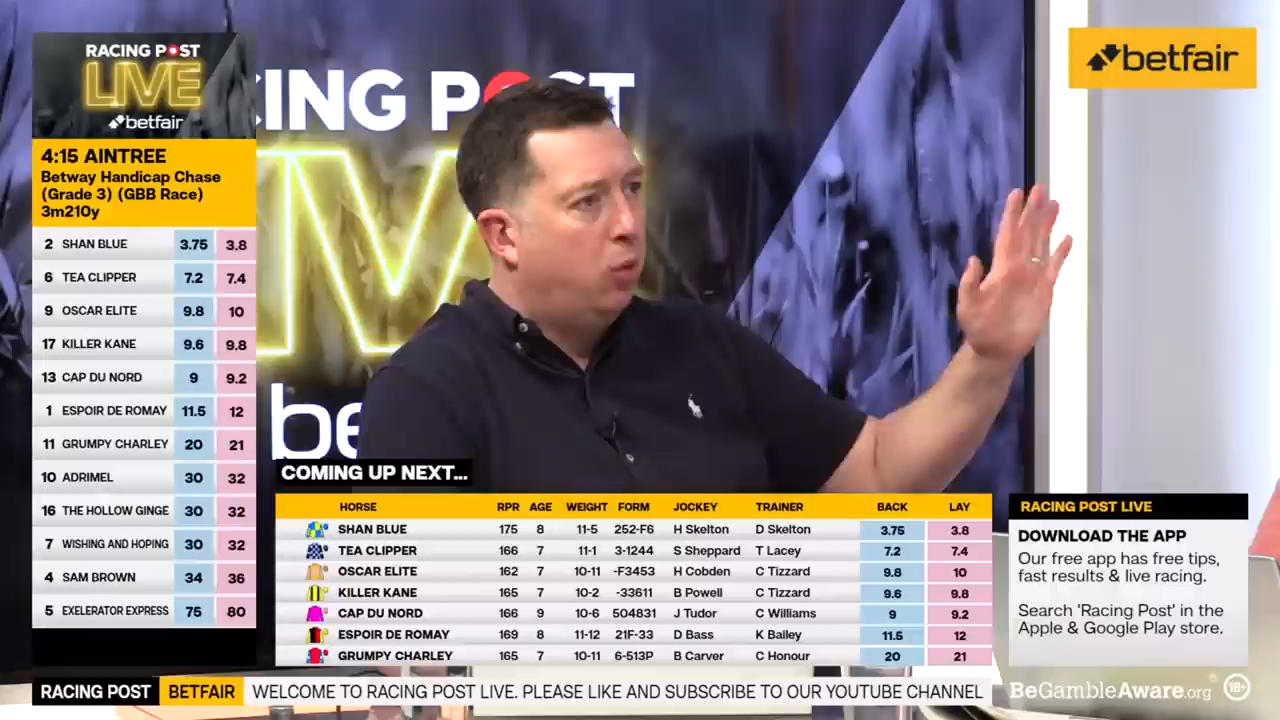 RACING POST
LIVE
betfair
4:15 AINTREE
Betway Handicap Chase
(Grade 3) (GBB Race)
3m210y
2 SHAN BLUE 3.75 3.8
6 TEA CLIPPER 7.2 7.4
9 OSCAR ELITE 9.8 10
17 KILLER KANE 9.6 9.8
13 CAP DU NORD 9 9.2
1 ESPOIR DE ROMAY 11.5 12
11 GRUMPY CHARLEY 20 21
10 ADRIMEL 30 32
16 THE HOLLOW GINGE 30 32
7 WISHING AND HOPING 30 32
4 SAM BROWN 34 36
5 EXELERATOR EXPRESS 75 80
CING POST
be
betfair
COMING UP NEXT...
HORSE RPR AGE WEIGHT FORM JOCKEY TRAINER BACK LAY
SHAN BLUE 175 8 11-5 252-F6 H Skelton D Skelton 3.75 3.8
TEA CLIPPER 166 7 11-1 3-1244 S Sheppard T Lacey 7.2 7.4
OSCAR ELITE 162 7 10-11 -F3453 H Cobden C Tizzard 9.8 10
KILLER KANE 165 7 10-2 -33611 B Powell C Tizzard 9.6 9.8
CAP DU NORD 166 9 10-6 504831 J Tudor C Williams 9 9.2
ESPOIR DE ROMAY 169 8 11-12 21F-33 D Bass K Bailey 11.5 12
GRUMPY CHARLEY 165 7 10-11 6-513P B Carver C Honour 20 21
RACING POST LIVE
DOWNLOAD THE APP
Our free app has free tips,
fast results & live racing.
Search 'Racing Post' in the
Apple & Google Play store.
RACING POST BETFAIR WELCOME TO RACING POST LIVE. PLEASE LIKE AND SUBSCRIBE TO OUR YOUTUBE CHANNEL
BeGambleAware.org 18+